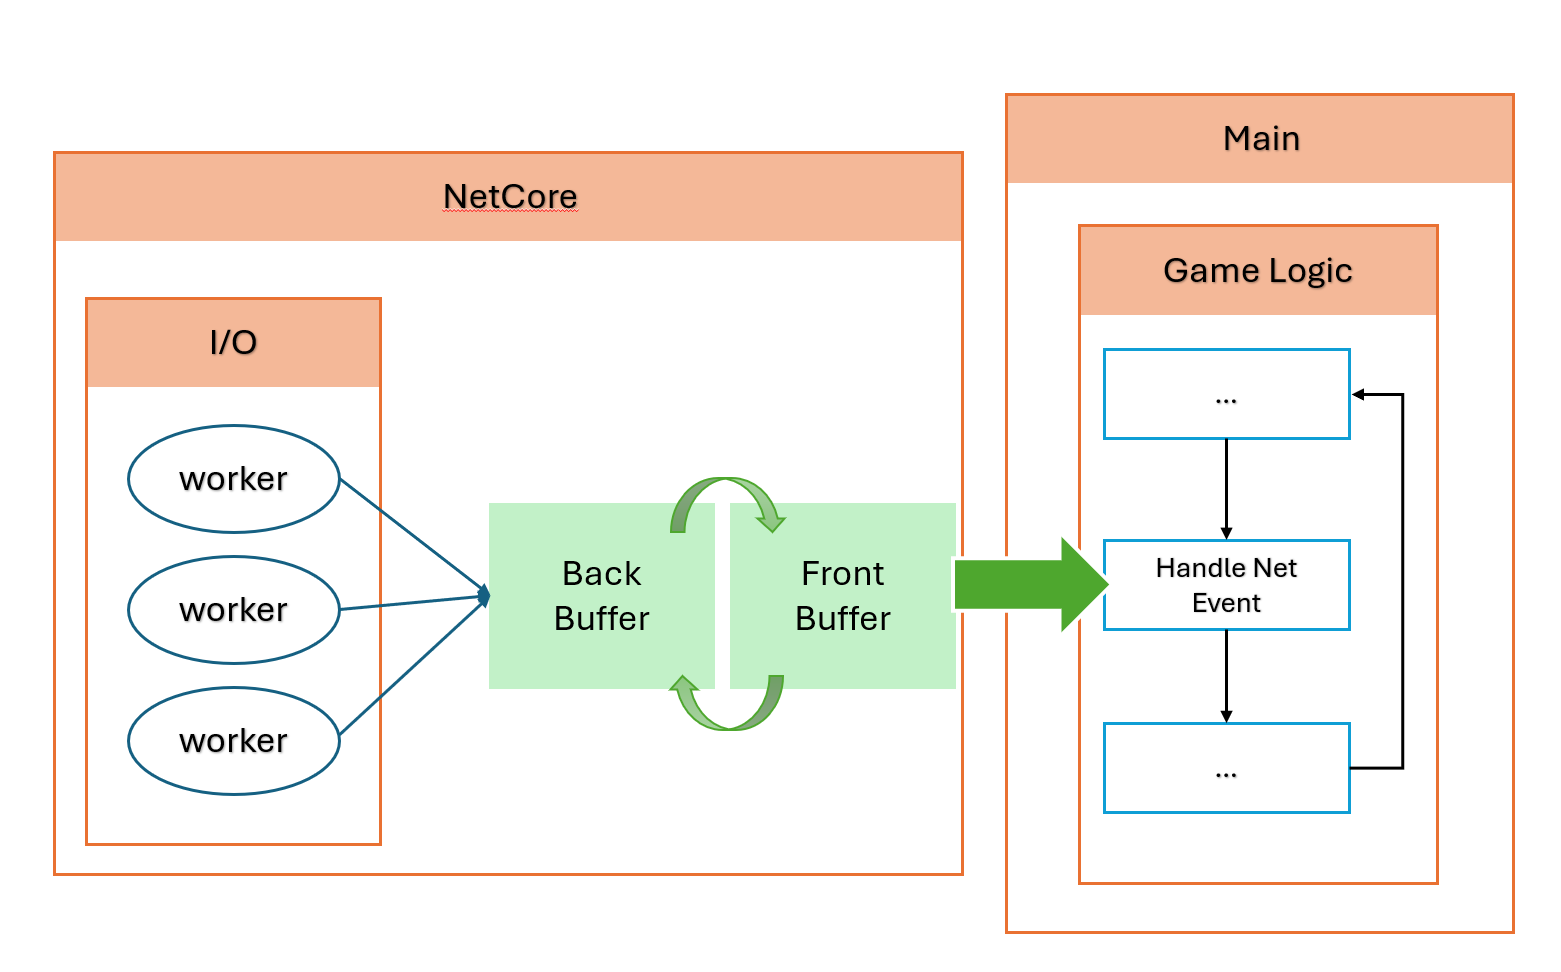 NetCore
I/O
worker
worker
worker
Back
Buffer
Front
Buffer
Main
Game Logic
...
Handle Net
Event
...